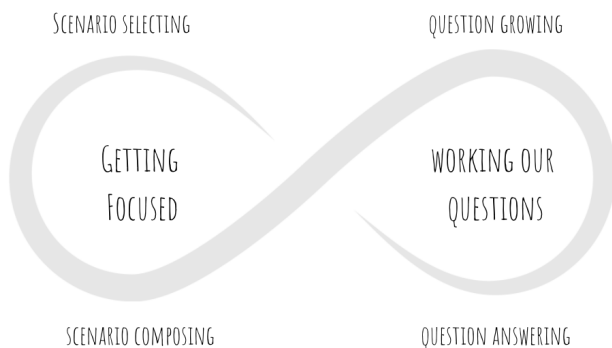 Scenario selecting
question growing
Getting
Focused
working our
questions
scenario composing
question answering